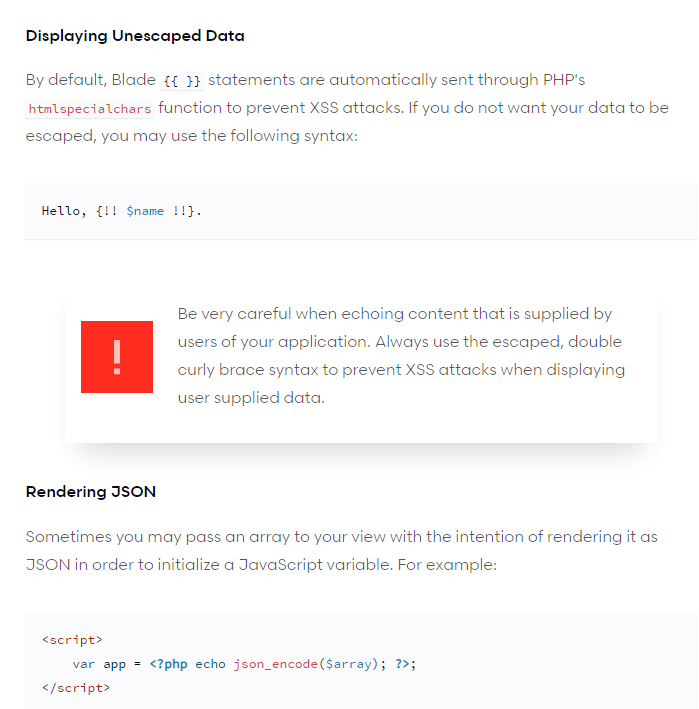 Displaying Unescaped Data
By default, Blade {{ }} statements are automatically sent through PHP's
htmlspecialchars function to prevent XSS attacks. If you do not want your data to be
escaped, you may use the following syntax:
Hello, {!! $name !!}.
!
Be very careful when echoing content that is supplied by
users of your application. Always use the escaped, double
curly brace syntax to prevent XSS attacks when displaying
user supplied data.
Rendering JSON
Sometimes you may pass an array to your view with the intention of rendering it as
JSON in order to initialize a JavaScript variable. For example:
<script>
    var app = <?php echo json_encode($array); ?>;
</script>